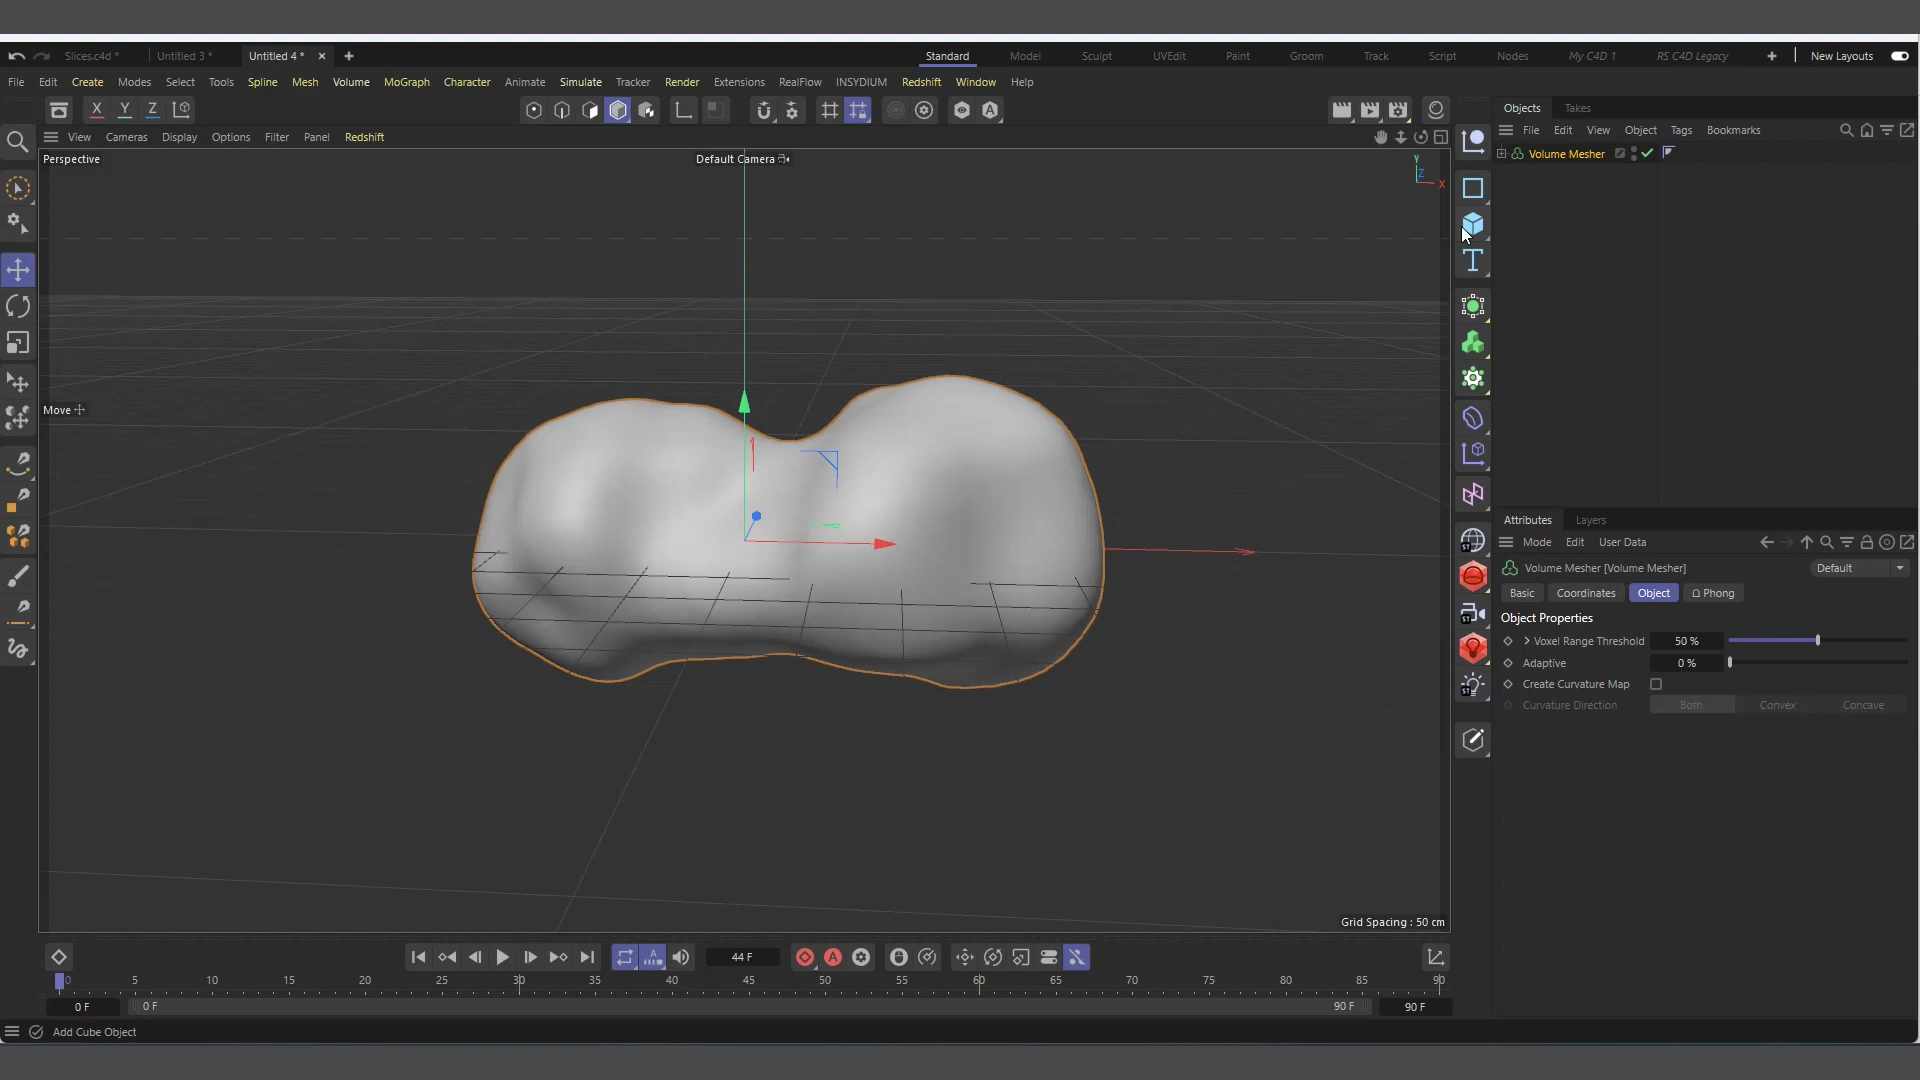 Slices.c4d * Untitled 3 * Untitled 4 * Standard Model Sculpt UVEdit Paint Groom Track Script Nodes My C4D 1 RS C4D Legacy New Layouts
File Edit Create Modes Select Tools Spline Mesh Volume MoGraph Character Animate Simulate Tracker Render Extensions RealFlow INSYDIUM Redshift Window Help
X Y Z
Objects Takes
View Cameras Display Options Filter Panel Redshift
File Edit View Object Tags Bookmarks
Perspective
Default Camera
Y
Z
X
Volume Mesher
Move
Attributes Layers
Mode Edit User Data
Volume Mesher [Volume Mesher] Default
Basic Coordinates Object Phong
Object Properties
Voxel Range Threshold 50 %
Adaptive 0 %
Create Curvature Map
Curvature Direction Both Convex Concave
ST
ST
ST
Grid Spacing : 50 cm
A
44 F
A
0 5 10 15 20 25 30 35 40 45 50 55 60 65 70 75 80 85 90
0 F 0 F 90 F 90 F
Add Cube Object